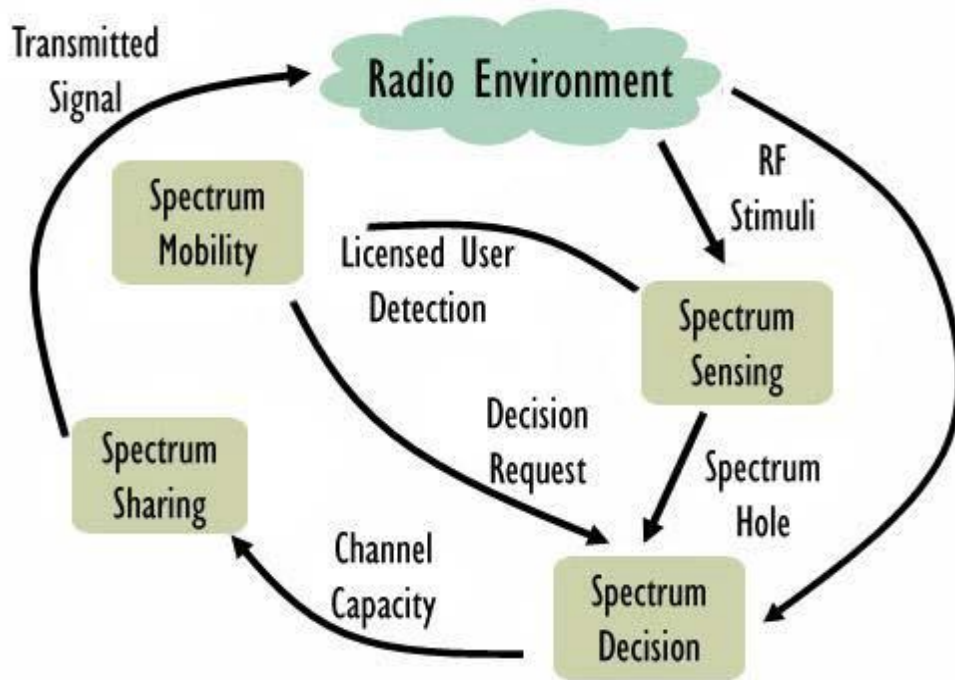 Transmitted
Signal
Radio Environment
RF
Stimuli
Spectrum
Mobility
Licensed User
Detection
Spectrum
Sensing
Decision
Request
Spectrum
Hole
Spectrum
Sharing
Channel
Capacity
Spectrum
Decision